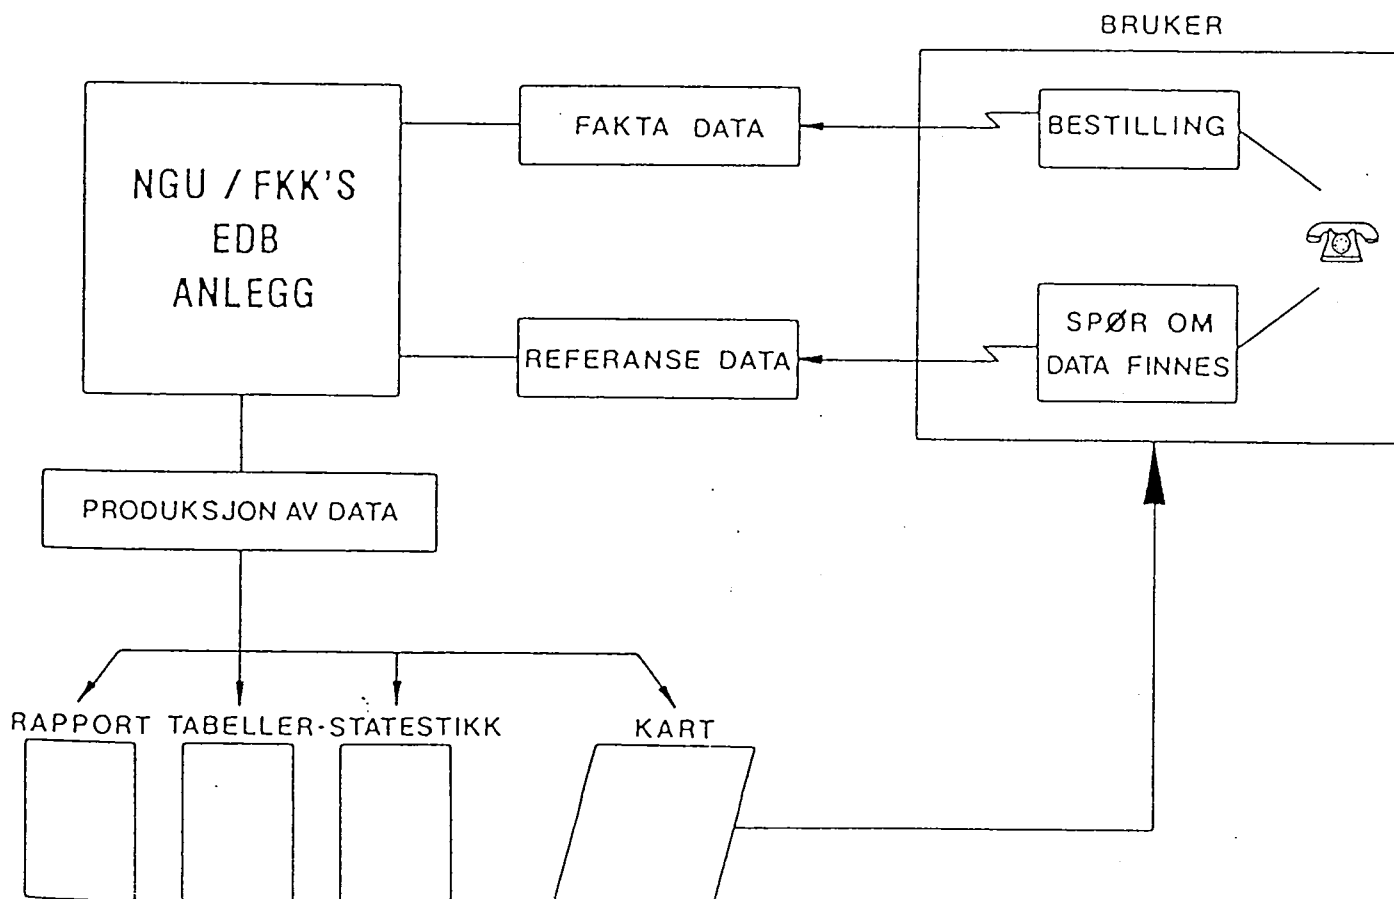 BRUKER
NGU / FKK'S
EDB
ANLEGG
FAKTA DATA
BESTILLING
REFERANSE DATA
SPØR OM
DATA FINNES
PRODUKSJON AV DATA
RAPPORT TABELLER-STATESTIKK KART